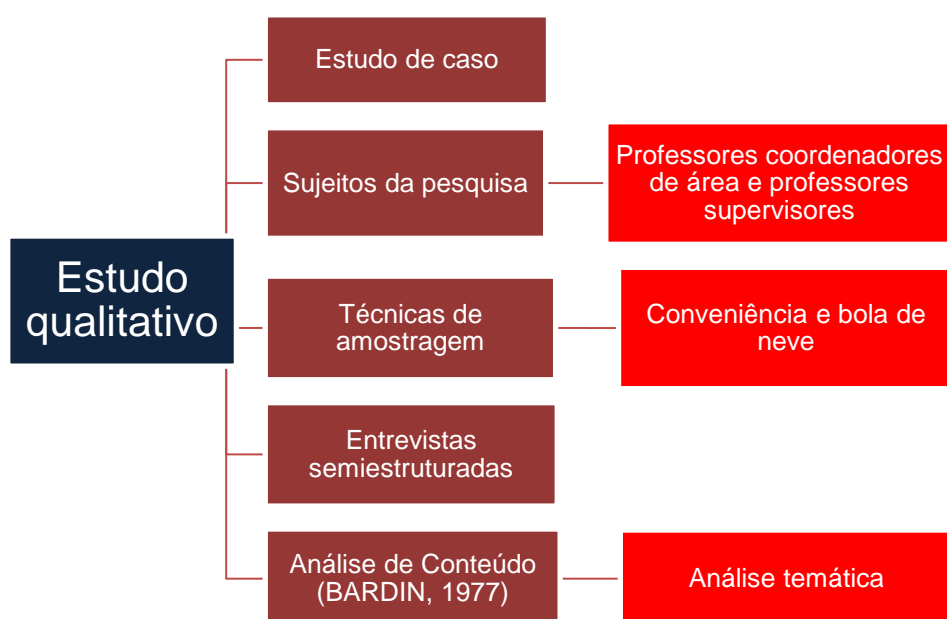 Estudo de caso
Sujeitos da pesquisa
Professores coordenadores
de área e professores
supervisores
Estudo
qualitativo
Técnicas de
amostragem
Conveniência e bola de
neve
Entrevistas
semiestruturadas
Análise de Conteúdo
(BARDIN, 1977)
Análise temática